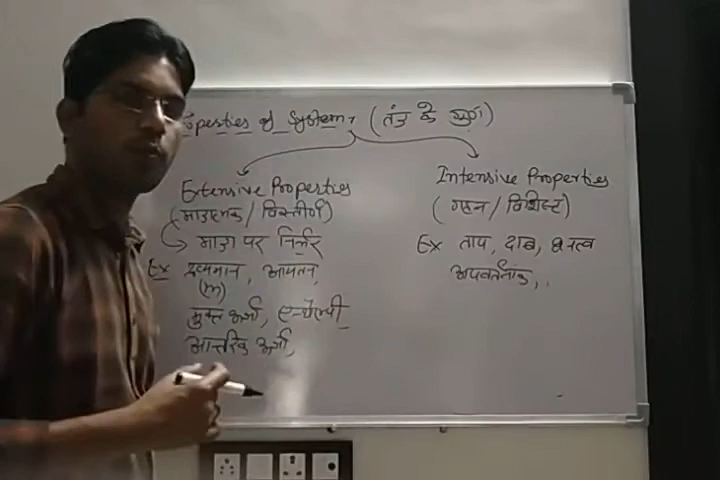 operties of System, (तंत्र के गुण)
Extensive Properties
(मात्रात्मक / विस्तीर्ण)
मात्रा पर निर्भर
Ex द्रव्यमान, आयतन,
(m)
मुक्त ऊर्जा, एन्थैल्पी
आन्तरिक ऊर्जा,
Intensive Properties
(गहन / विशिष्ट)
Ex ताप, दाब, घनत्व
अपवर्तनांक,